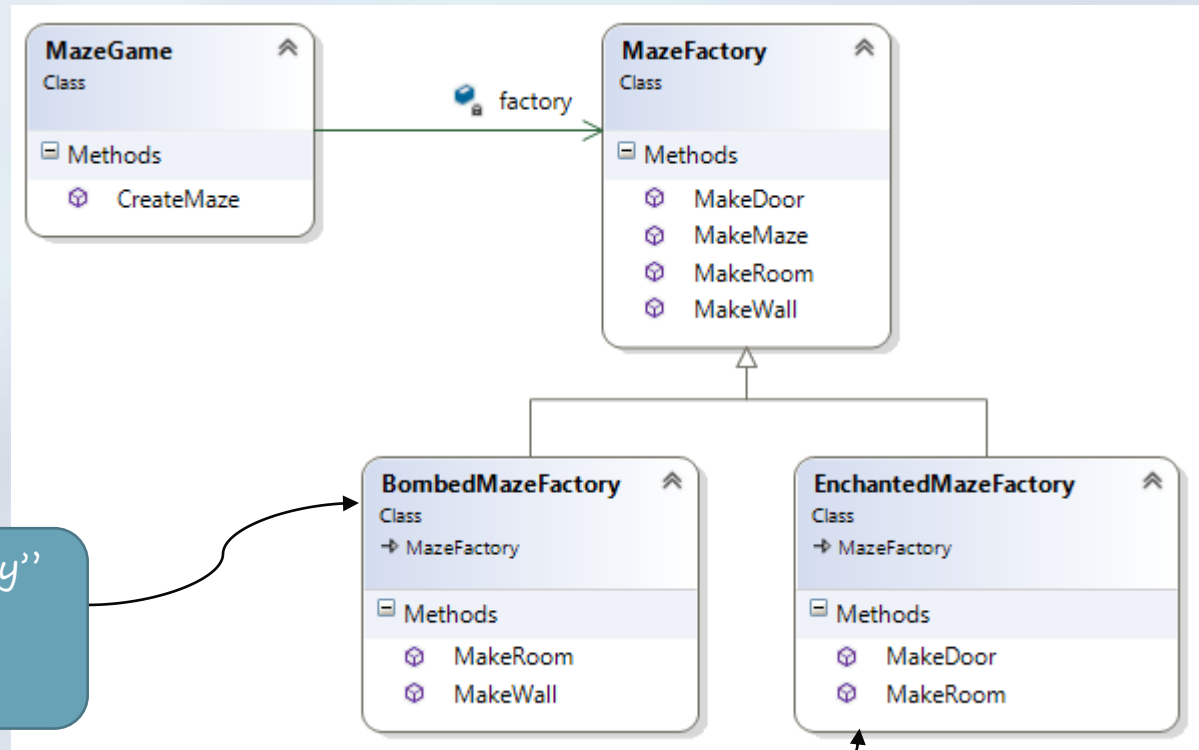 MazeGame
Class
Methods
CreateMaze
factory
MazeFactory
Class
Methods
MakeDoor
MakeMaze
MakeRoom
MakeWall
BombedMazeFactory
Class
MazeFactory
Methods
MakeRoom
MakeWall
EnchantedMazeFactory
Class
MazeFactory
Methods
MakeDoor
MakeRoom